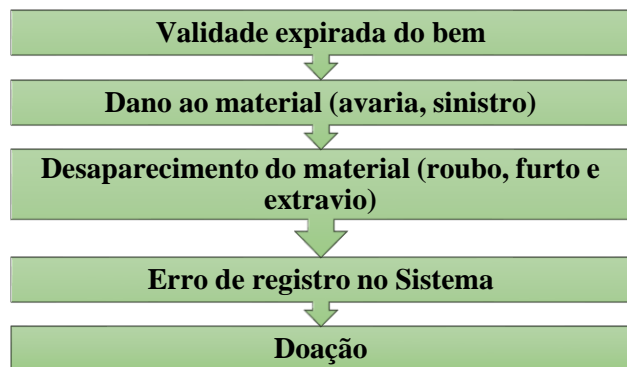 Validade expirada do bem
Dano ao material (avaria, sinistro)
Desaparecimento do material (roubo, furto e
extravio)
Erro de registro no Sistema
Doação